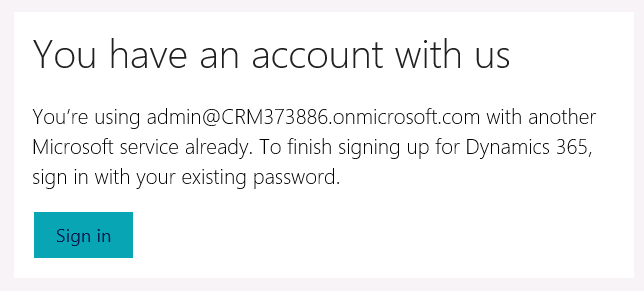 You have an account with us
You’re using admin@CRM373886.onmicrosoft.com with another
Microsoft service already. To finish signing up for Dynamics 365,
sign in with your existing password.
Sign in